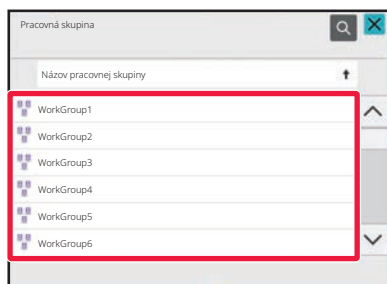 Pracovná skupina
Názov pracovnej skupiny
WorkGroup1
WorkGroup2
WorkGroup3
WorkGroup4
WorkGroup5
WorkGroup6